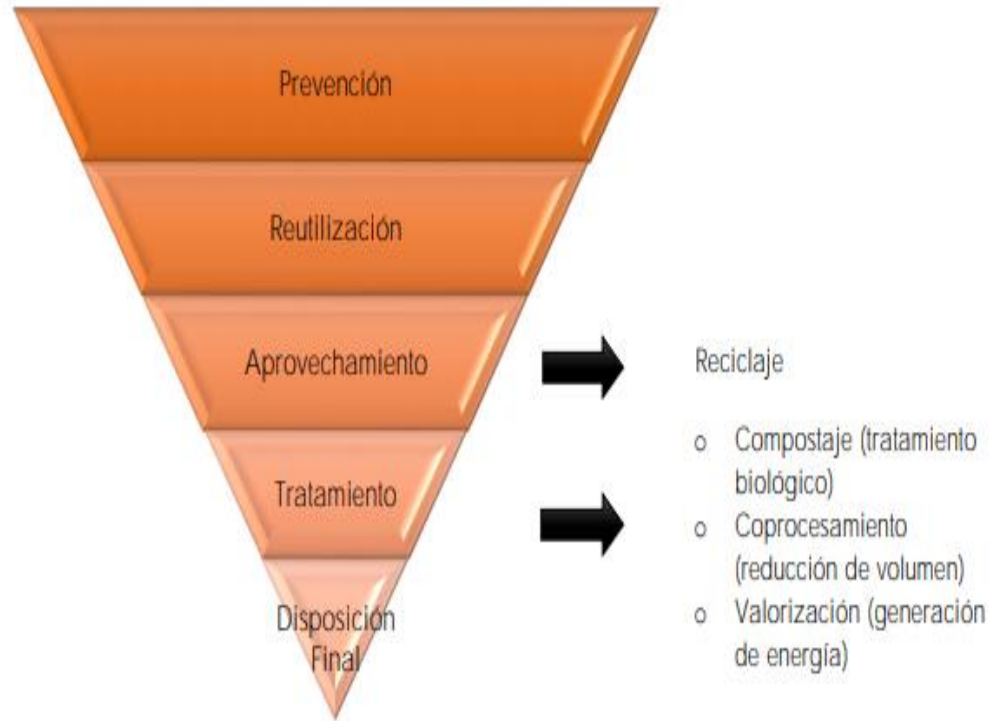 Prevención
Reutilización
Aprovechamiento
Reciclaje
Tratamiento
o Compostaje (tratamiento
biológico)
o Coprocesamiento
(reducción de volumen)
o Valorización (generación
de energía)
Disposición
Final